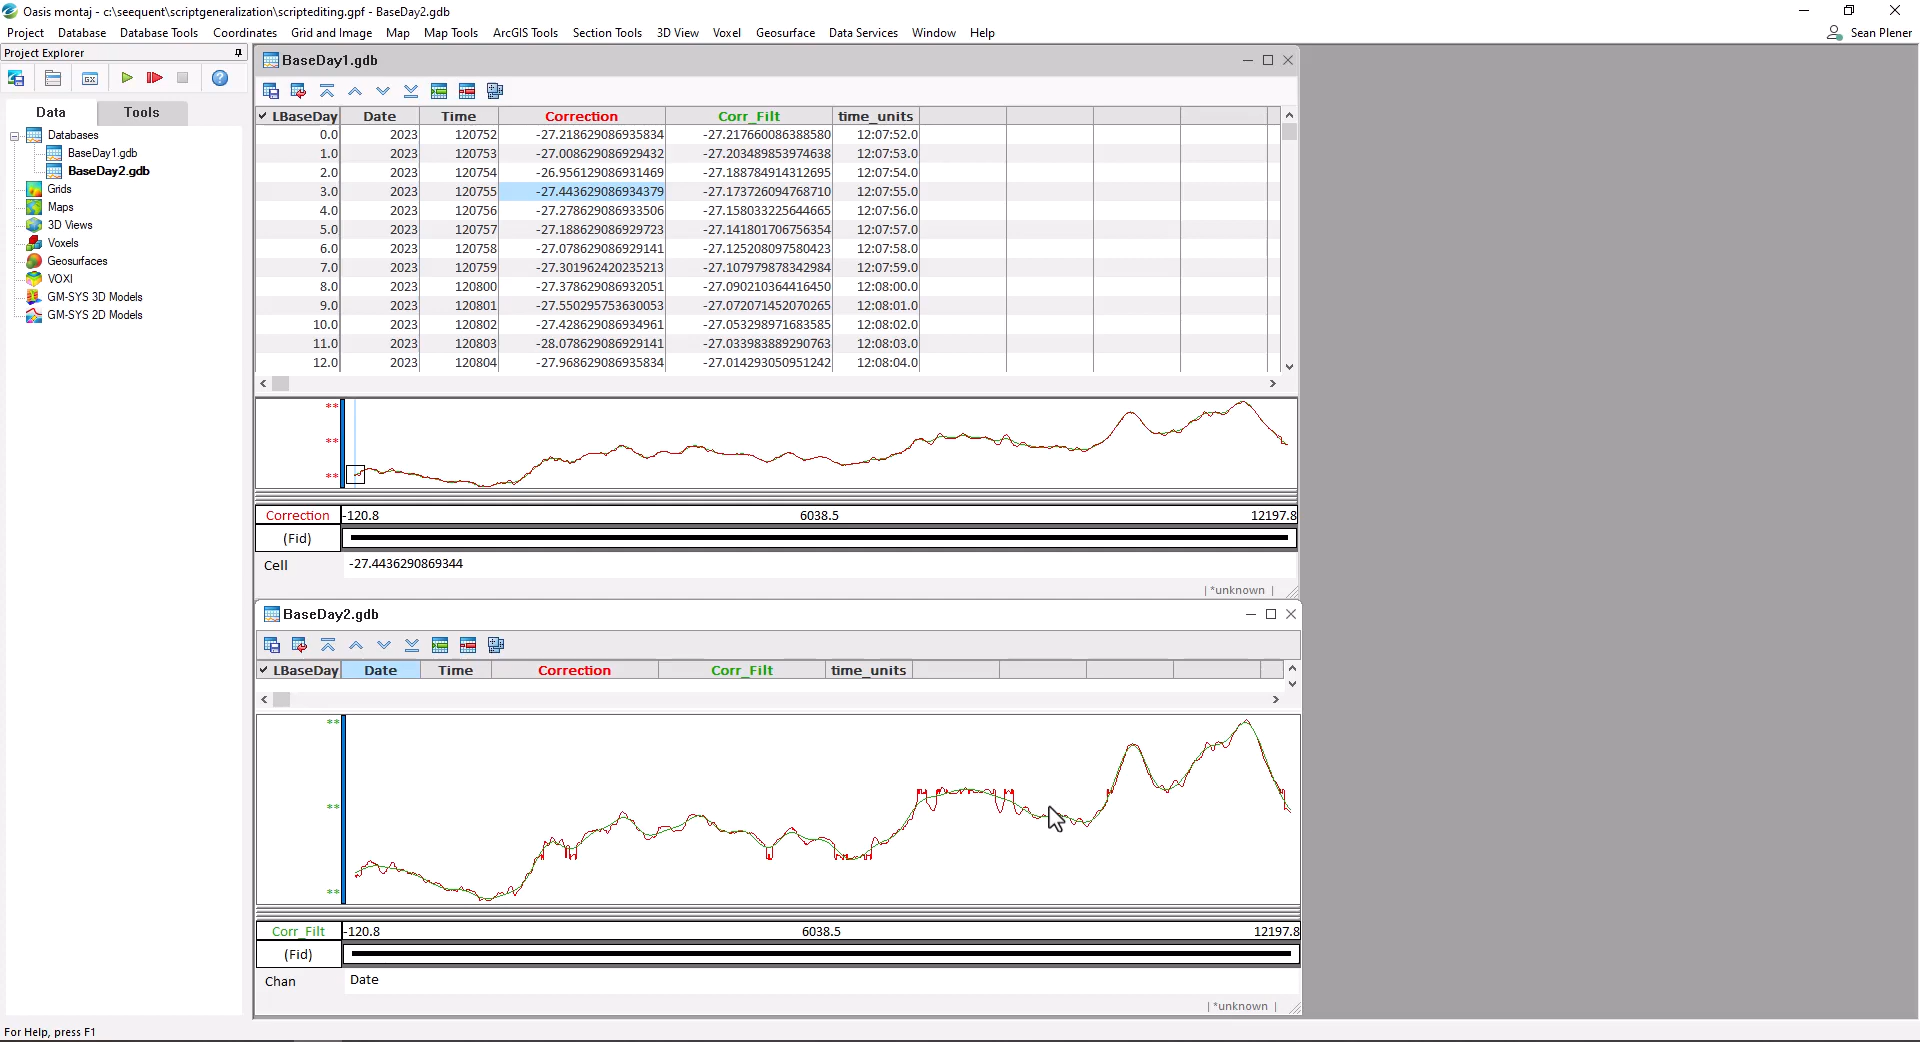 Oasis montaj - c:\seequent\scriptgeneralization\scriptediting.gpf - BaseDay2.gdb
Project Database Database Tools Coordinates Grid and Image Map Map Tools ArcGIS Tools Section Tools 3D View Voxel Geosurface Data Services Window Help Sean Plener
Project Explorer
GX
Data Tools
Databases
BaseDay1.gdb
BaseDay2.gdb
Grids
Maps
3D Views
Voxels
Geosurfaces
VOXI
GM-SYS 3D Models
GM-SYS 2D Models
BaseDay1.gdb
✓ LBaseDay Date Time Correction Corr_Filt time_units
0.0 2023 120752 -27.218629086935834 -27.217660086388580 12:07:52.0
1.0 2023 120753 -27.008629086929432 -27.203489853974638 12:07:53.0
2.0 2023 120754 -26.956129086931469 -27.188784914312695 12:07:54.0
3.0 2023 120755 -27.443629086934379 -27.173726094768710 12:07:55.0
4.0 2023 120756 -27.278629086933506 -27.158033225644665 12:07:56.0
5.0 2023 120757 -27.188629086929723 -27.141801706756354 12:07:57.0
6.0 2023 120758 -27.078629086929141 -27.125208097580423 12:07:58.0
7.0 2023 120759 -27.301962420235213 -27.107979878342984 12:07:59.0
8.0 2023 120800 -27.378629086932051 -27.090210364416450 12:08:00.0
9.0 2023 120801 -27.550295753630053 -27.072071452070265 12:08:01.0
10.0 2023 120802 -27.428629086934961 -27.053298971683585 12:08:02.0
11.0 2023 120803 -28.078629086929141 -27.033983889290763 12:08:03.0
12.0 2023 120804 -27.968629086935834 -27.014293050951242 12:08:04.0
**
**
**
Correction -120.8 6038.5 12197.8
(Fid)
Cell -27.4436290869344
| *unknown |
BaseDay2.gdb
✓ LBaseDay Date Time Correction Corr_Filt time_units
**
**
**
Corr_Filt -120.8 6038.5 12197.8
(Fid)
Chan Date
| *unknown |
For Help, press F1